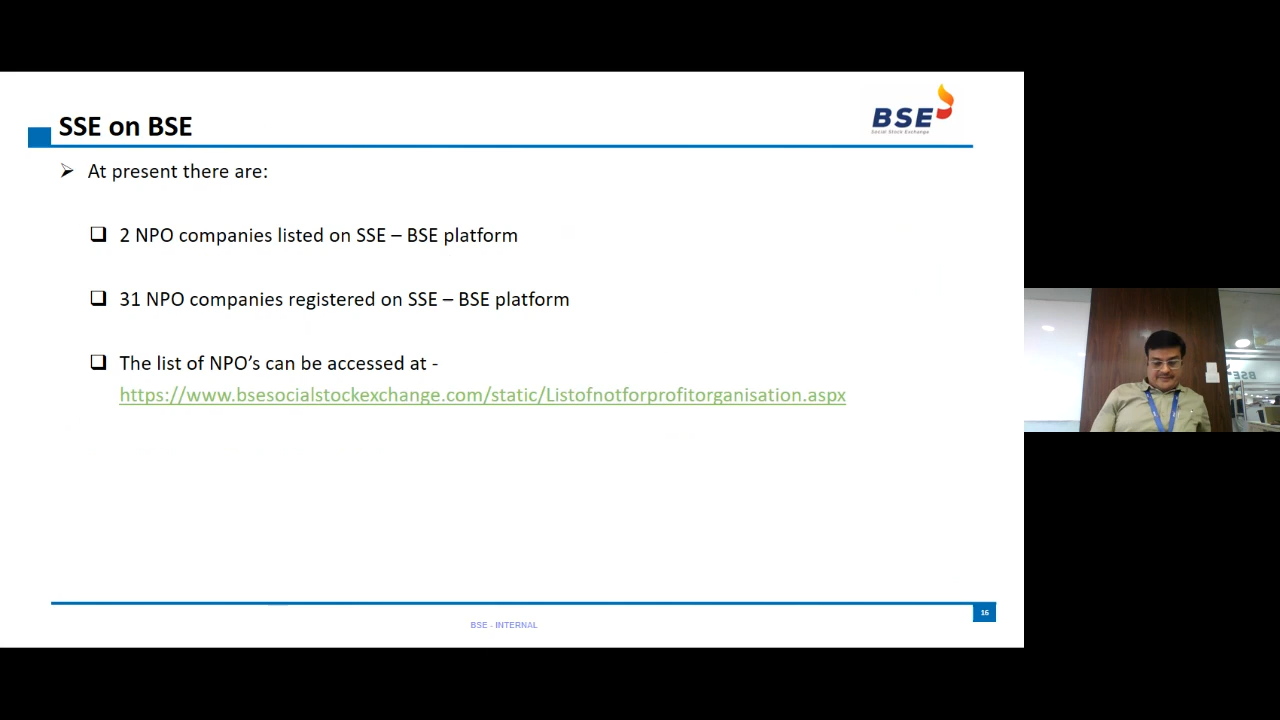 SSE on BSE
BSE
Social Stock Exchange
➢ At present there are:
❑ 2 NPO companies listed on SSE – BSE platform
❑ 31 NPO companies registered on SSE – BSE platform
❑ The list of NPO’s can be accessed at -
https://www.bsesocialstockexchange.com/static/Listofnotforprofitorganisation.aspx
BSE
16
BSE - INTERNAL